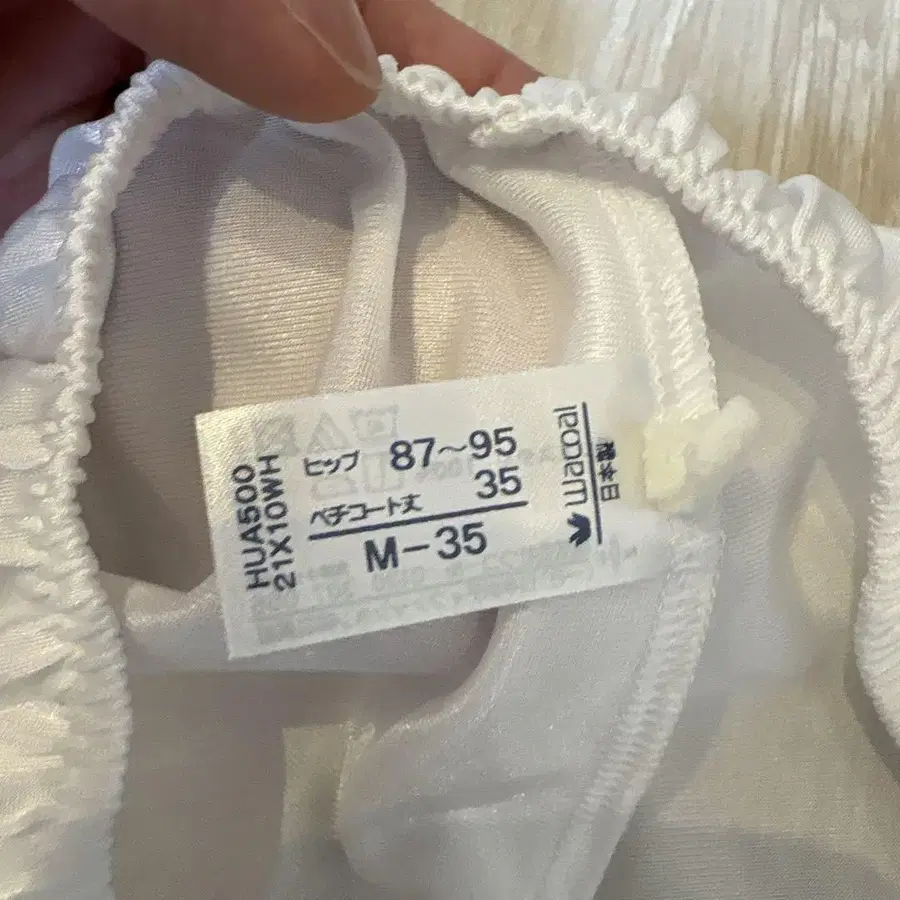 ヒップ 87~95
ペチコート丈 35
M-35
HUA500
21X10WH
wacoal
日本製